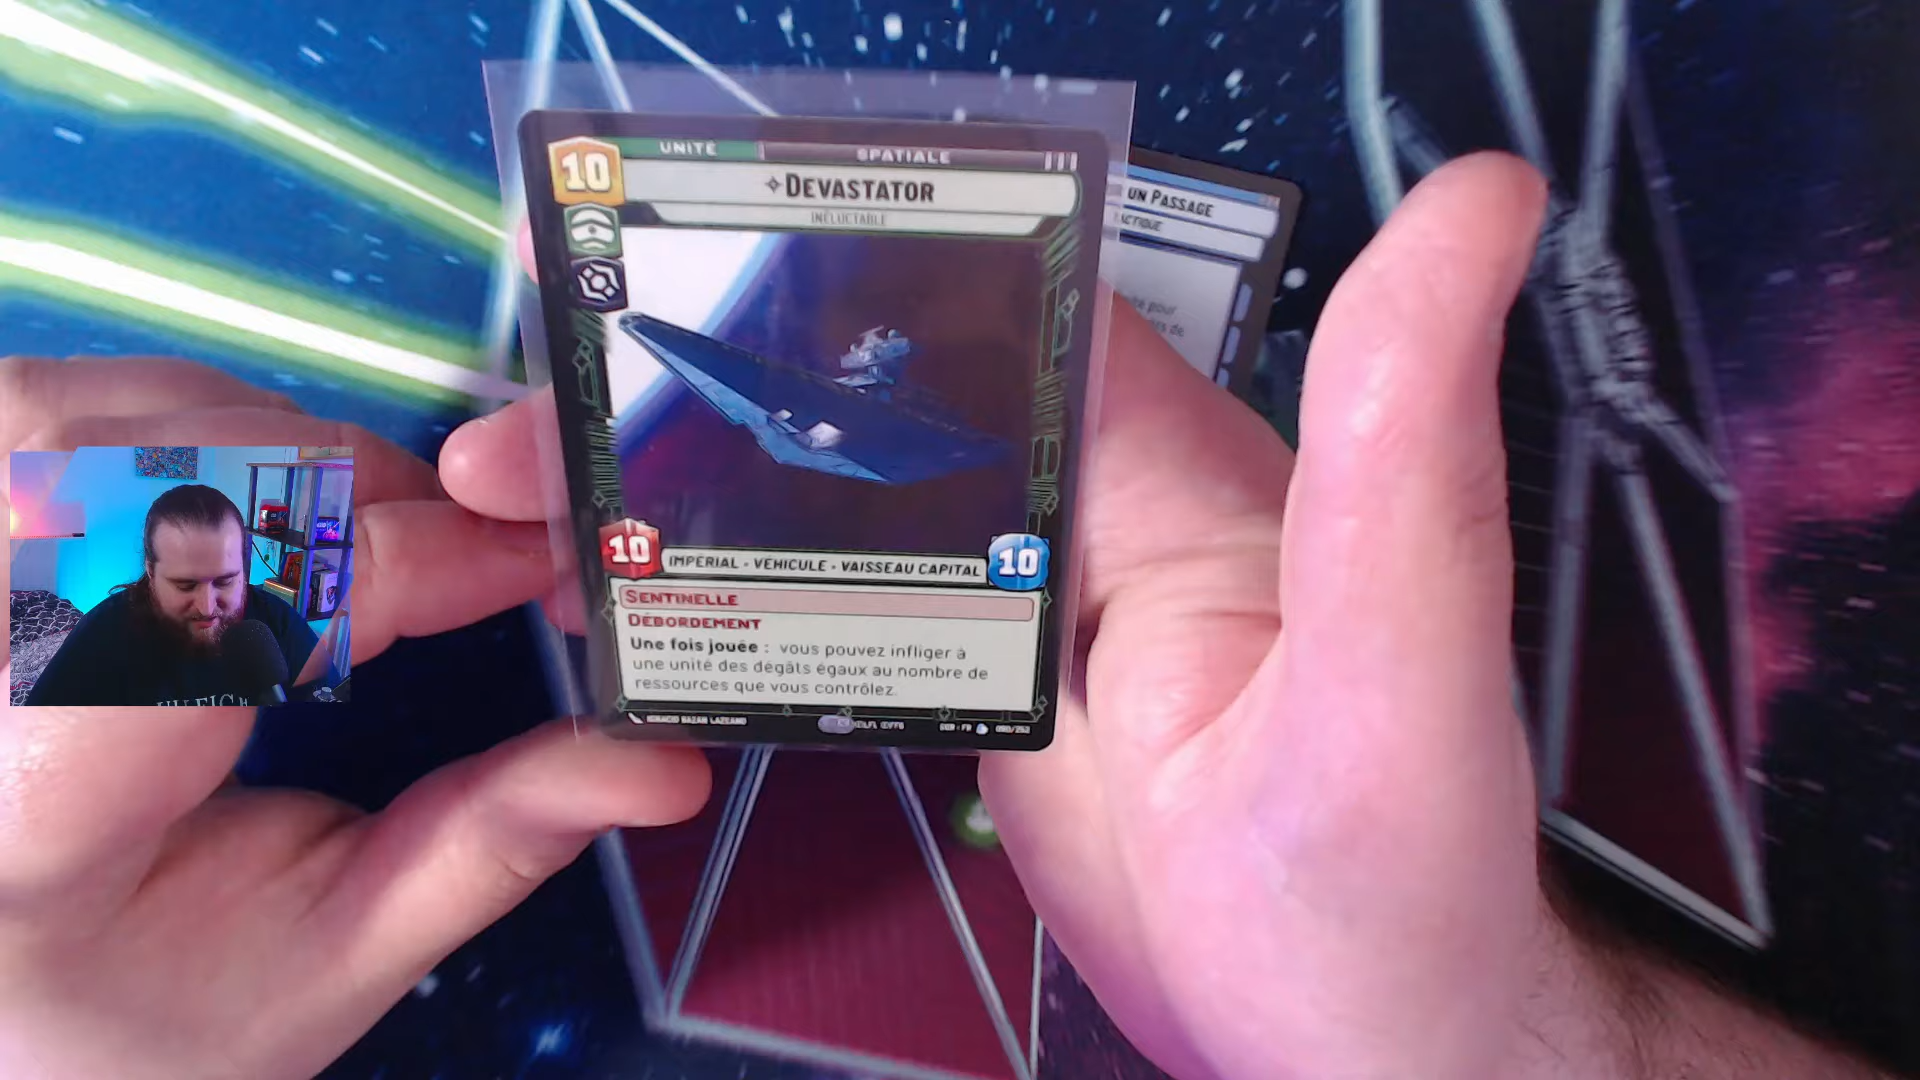 10
UNITÉ
SPATIALE
DEVASTATOR
INÉLUCTABLE
UN PASSAGE
10
IMPÉRIAL - VÉHICULE - VAISSEAU CAPITAL
10
SENTINELLE
DÉBORDEMENT
Une fois jouée : vous pouvez infliger à
une unité des dégâts égaux au nombre de
ressources que vous contrôlez.